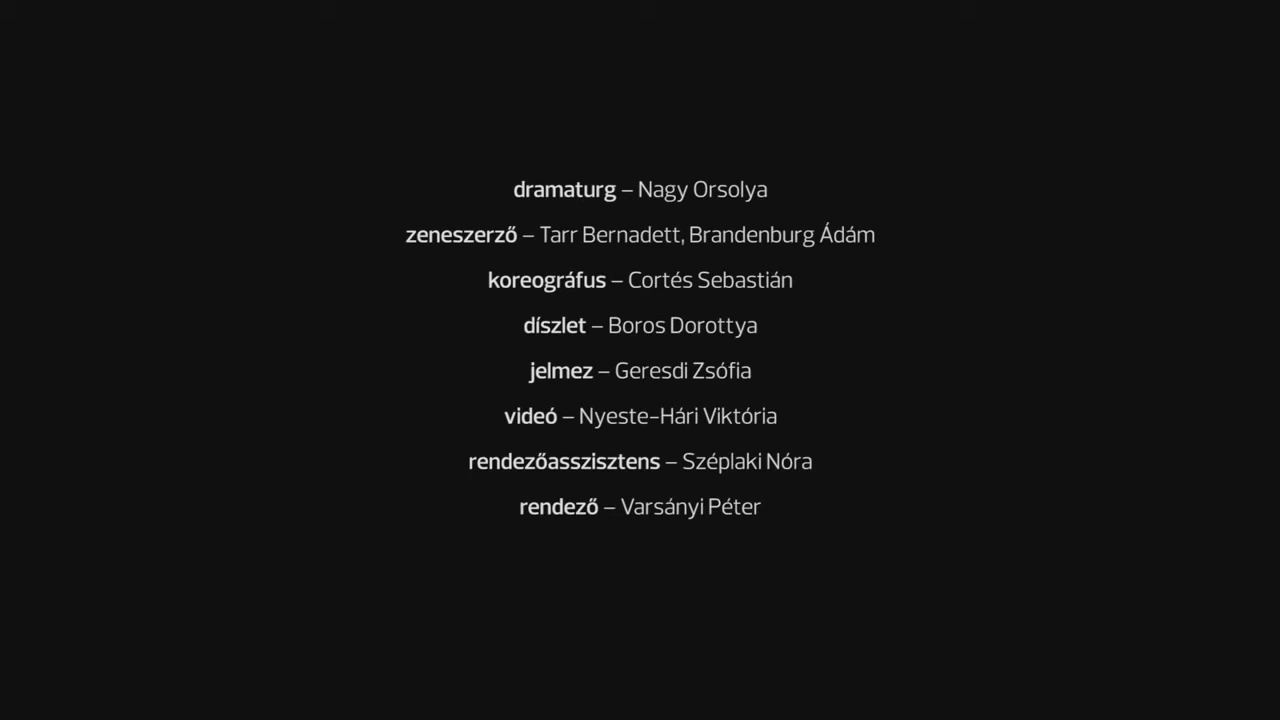 dramaturg – Nagy Orsolya
zeneszerző – Tarr Bernadett, Brandenburg Ádám
koreográfus – Cortés Sebastián
díszlet – Boros Dorottya
jelmez – Geresdi Zsófia
videó – Nyeste-Hári Viktória
rendezőasszisztens – Széplaki Nóra
rendező – Varsányi Péter